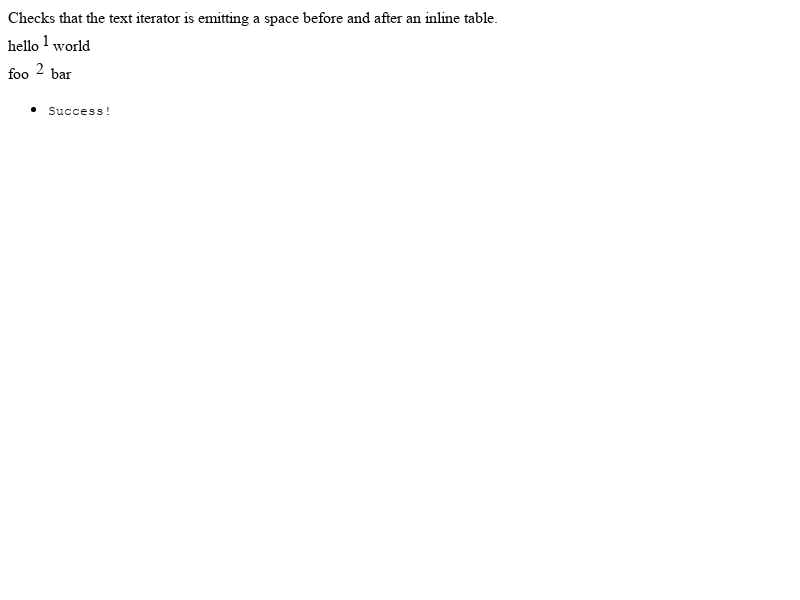 Checks that the text iterator is emitting a space before and after an inline table.
hello 1 world
foo 2 bar
• Success!